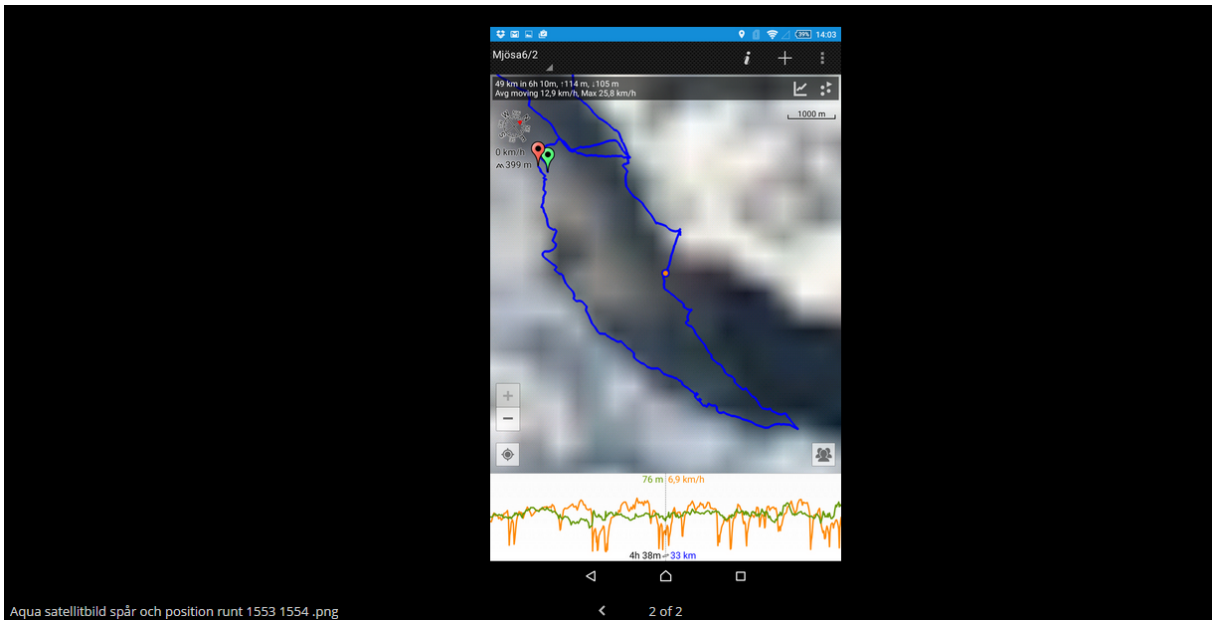 39% 14:03
Mjösa6/2
i
49 km in 6h 10m, ↑114 m, ↓105 m
Avg moving 12,9 km/h, Max 25,8 km/h
1000 m
0 km/h
399 m
76 m 6,9 km/h
4h 38m 33 km
Aqua satellitbild spår och position runt 1553 1554 .png
2 of 2